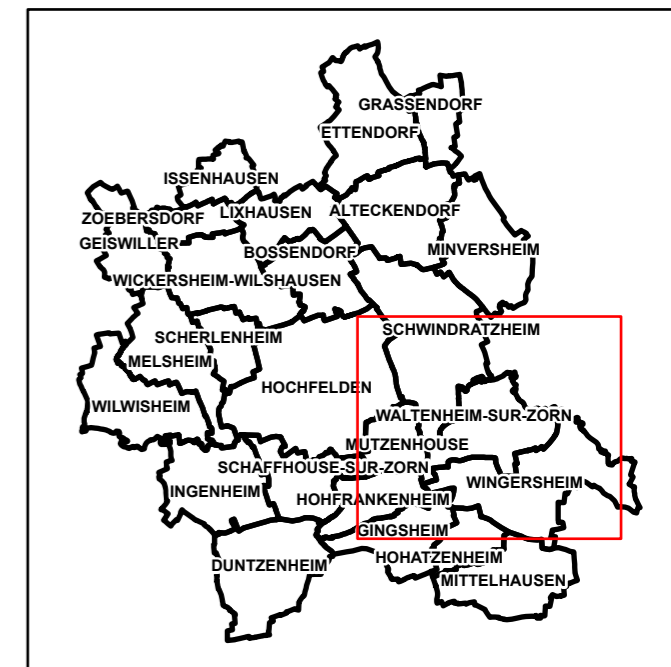 GRASSENDORF
ETTENDORF
ISSENHAUSEN
ZOEBERSDORF
LIXHAUSEN
ALTECKENDORF
GEISWILLER
BOSSENDORF
MINVERSHEIM
WICKERSHEIM-WILSHAUSEN
SCHWINDRATZHEIM
SCHERLENHEIM
MELSHEIM
HOCHFELDEN
WILWISHEIM
WALTENHEIM-SUR-ZORN
MUTZENHOUSE
SCHAFFHOUSE-SUR-ZORN
WINGERSHEIM
INGENHEIM
HOHFRANKENHEIM
GINGSHEIM
DUNTZENHEIM
HOHATZENHEIM
MITTELHAUSEN